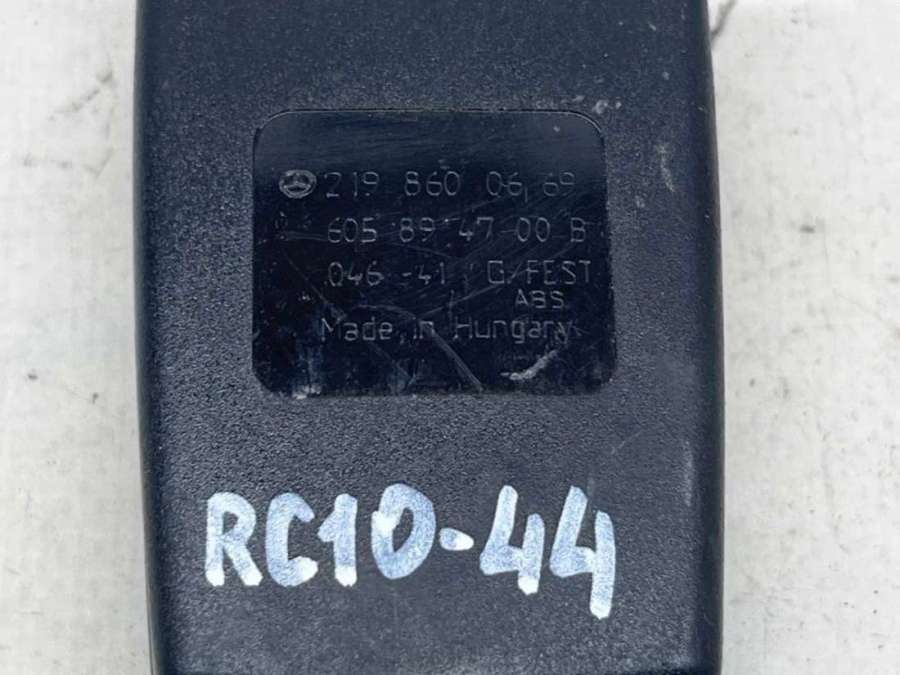 219 860 06 69
605 89 47 00 B
046-41 G/FEST
ABS
Made in Hungary
RC10-44